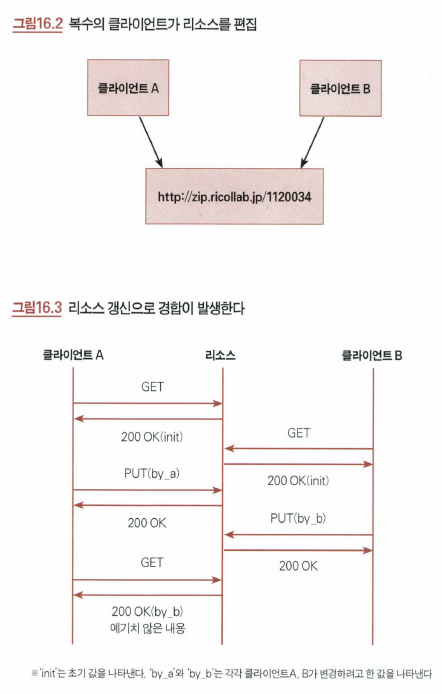 그림16.2 복수의 클라이언트가 리소스를 편집
클라이언트 A
클라이언트 B
http://zip.ricollab.jp/1120034
그림16.3 리소스 갱신으로 경합이 발생한다
클라이언트 A
리소스
클라이언트 B
GET
200 OK(init)
GET
PUT(by_a)
200 OK(init)
200 OK
PUT(by_b)
GET
200 OK
200 OK(by_b)
예기치 않은 내용
※'init'는 초기 값을 나타낸다. 'by_a'와 'by_b'는 각각 클라이언트A, B가 변경하려고 한 값을 나타낸다